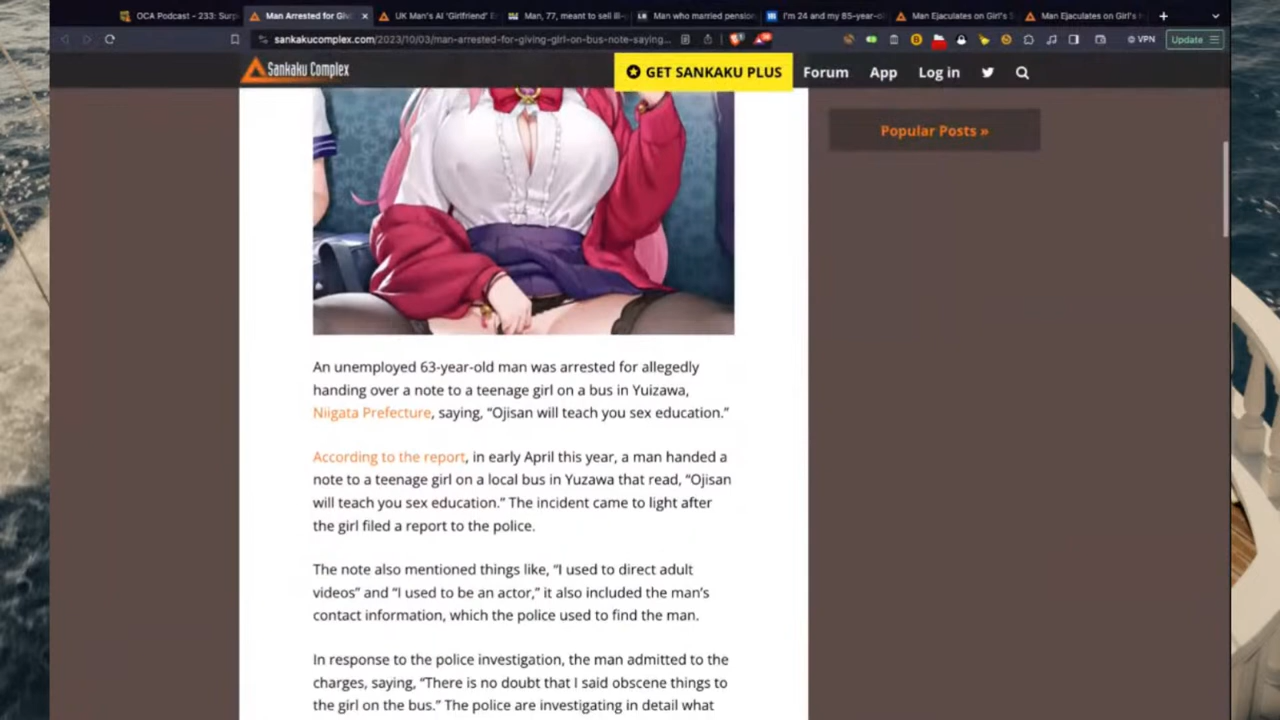 OCA Podcast – 233: Surp
Man Arrested for Giv
UK Man's AI 'Girlfriend' E
Man, 77, meant to sell ill-g
Man who married pension
I'm 24 and my 85-year-o
Man Ejaculates on Girl's S
Man Ejaculates on Girl's
sankakucomplex.com/2023/10/03/man-arrested-for-giving-girl-on-bus-note-saying...
VPN
Update
Sankaku Complex
GET SANKAKU PLUS
Forum
App
Log in
Popular Posts »
An unemployed 63-year-old man was arrested for allegedly
handing over a note to a teenage girl on a bus in Yuizawa,
Niigata Prefecture, saying, “Ojisan will teach you sex education.”
According to the report, in early April this year, a man handed a
note to a teenage girl on a local bus in Yuzawa that read, “Ojisan
will teach you sex education.” The incident came to light after
the girl filed a report to the police.
The note also mentioned things like, “I used to direct adult
videos” and “I used to be an actor,” it also included the man’s
contact information, which the police used to find the man.
In response to the police investigation, the man admitted to the
charges, saying, “There is no doubt that I said obscene things to
the girl on the bus.” The police are investigating in detail what